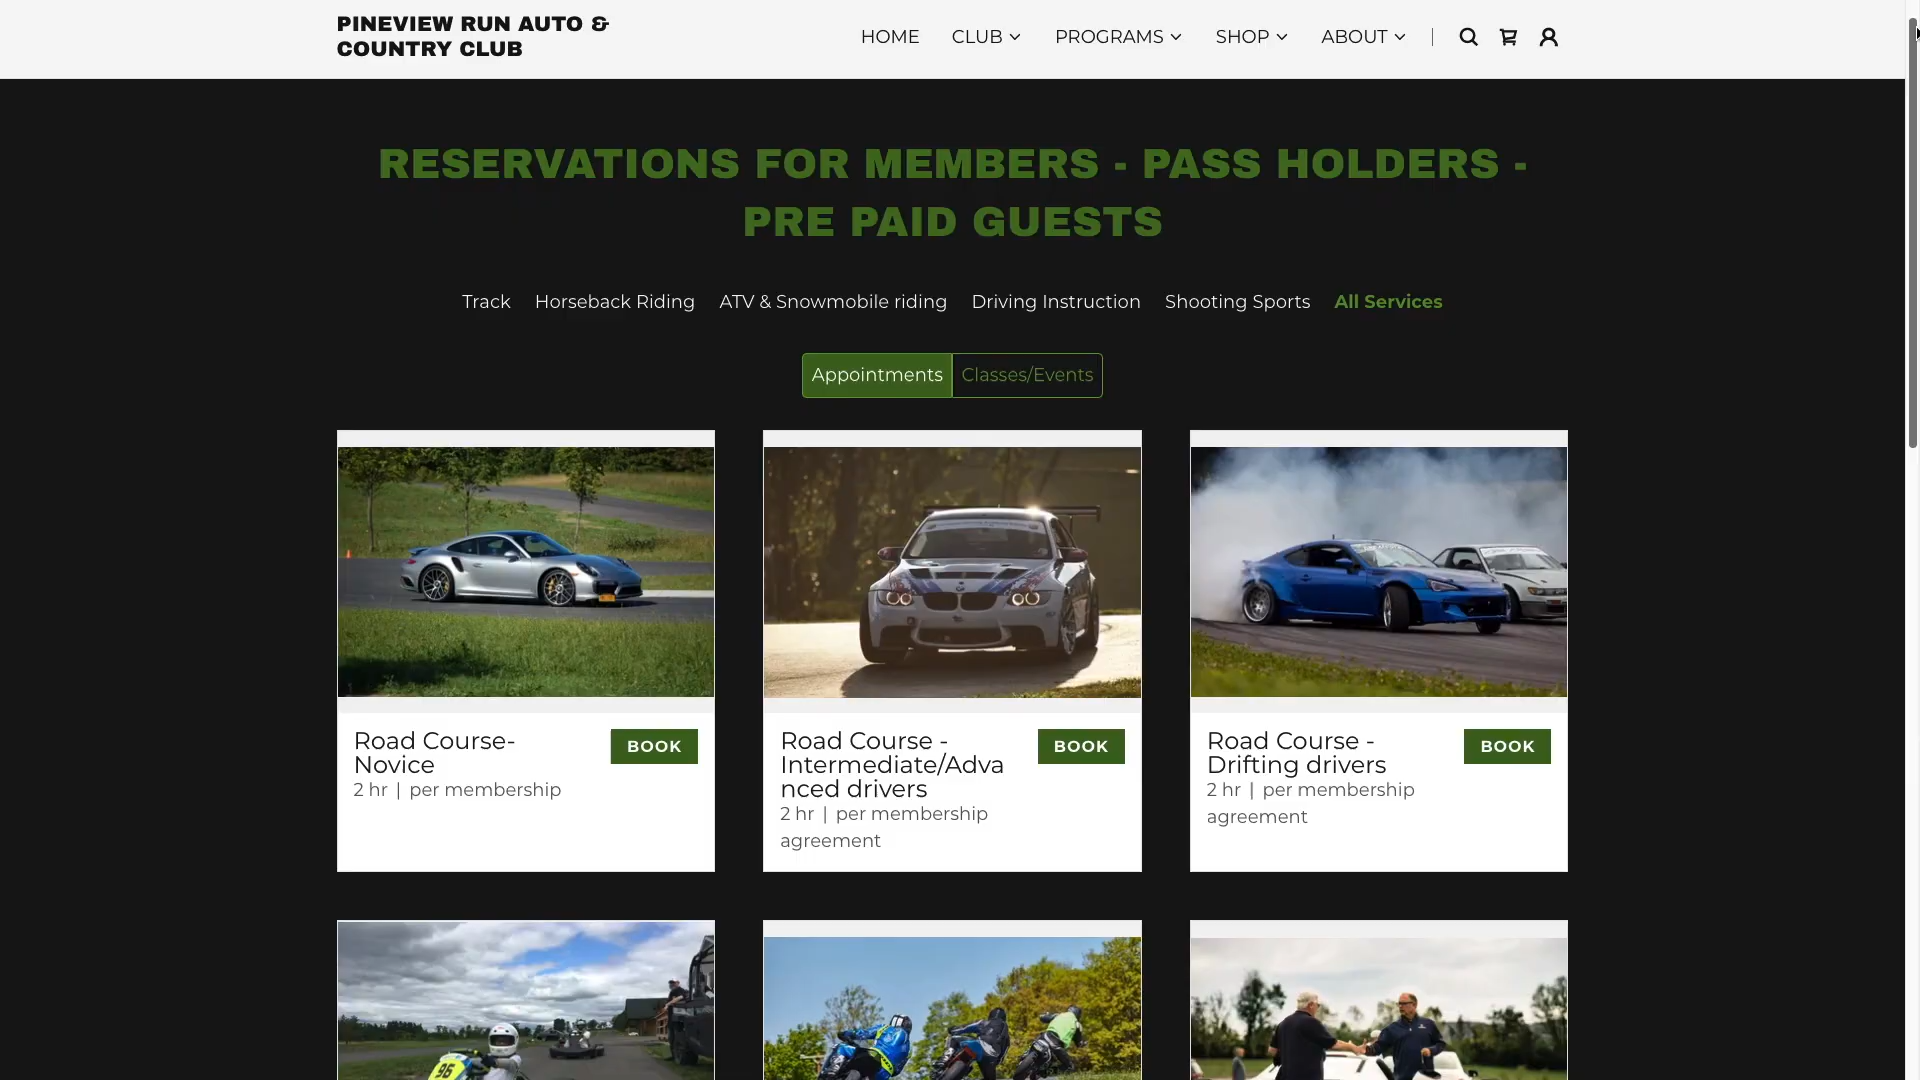 PINEVIEW RUN AUTO &
COUNTRY CLUB
HOME
CLUB
PROGRAMS
SHOP
ABOUT
RESERVATIONS FOR MEMBERS - PASS HOLDERS -
PRE PAID GUESTS
Track
Horseback Riding
ATV & Snowmobile riding
Driving Instruction
Shooting Sports
All Services
Appointments
Classes/Events
Road Course-
Novice
2 hr | per membership
BOOK
Road Course -
Intermediate/Adva
nced drivers
2 hr | per membership
agreement
BOOK
Road Course -
Drifting drivers
2 hr | per membership
agreement
BOOK
96